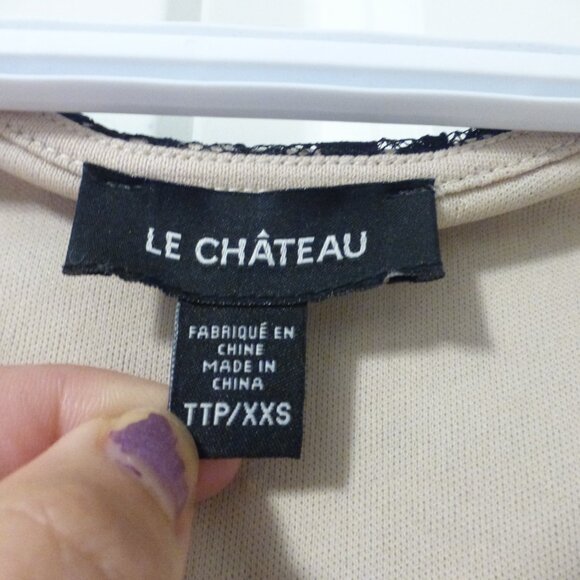 LE CHÂTEAU
FABRIQUÉ EN
CHINE
MADE IN
CHINA
TTP/XXS